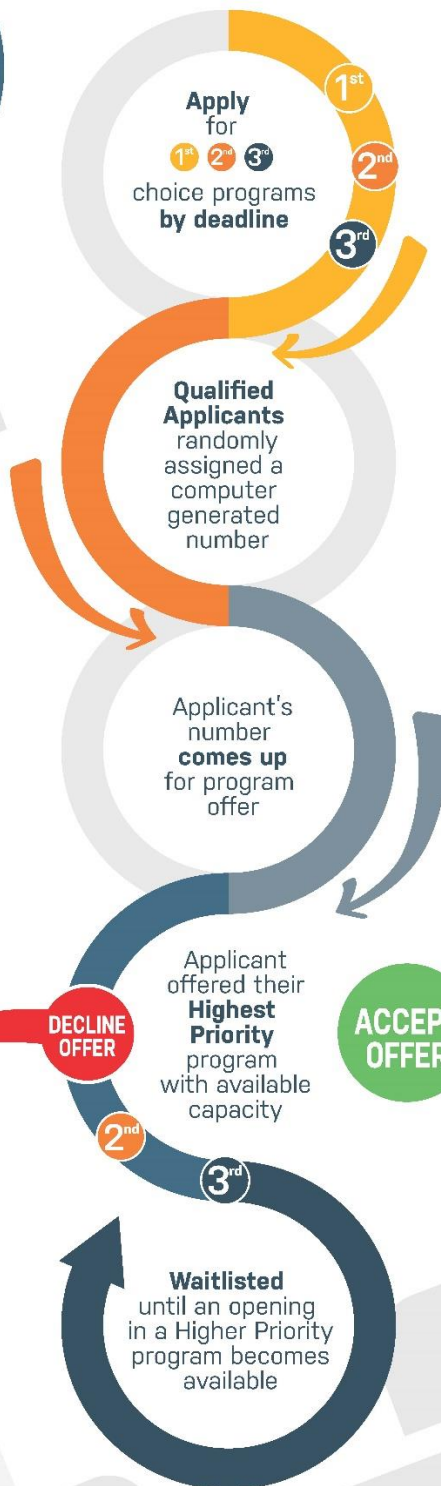 Apply
for
1st 2nd 3rd
choice programs
by deadline
1st
2nd
3rd
Qualified
Applicants
randomly
assigned a
computer
generated
number
Applicant's
number
comes up
for program
offer
Applicant
offered their
Highest
Priority
program
with available
capacity
DECLINE
OFFER
ACCEP
OFFER
2nd
3rd
Waitlisted
until an opening
in a Higher Priority
program becomes
available